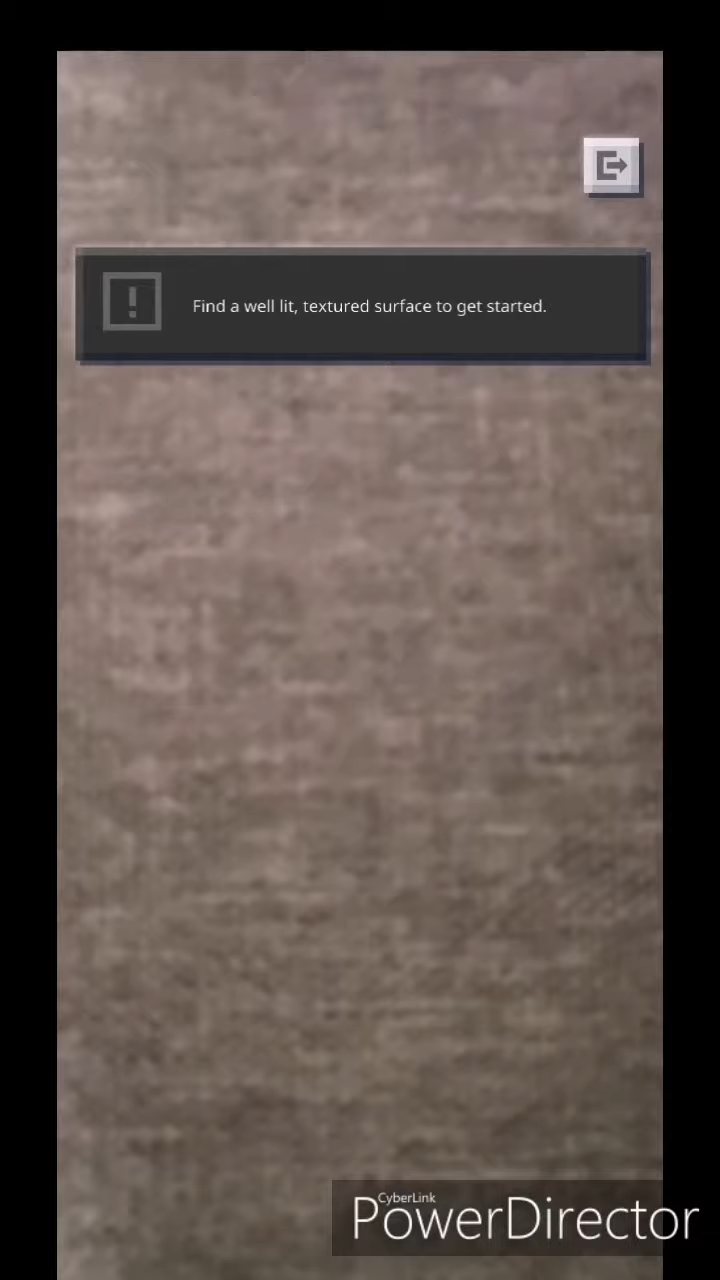 Find a well lit, textured surface to get started.
CyberLink
PowerDirector